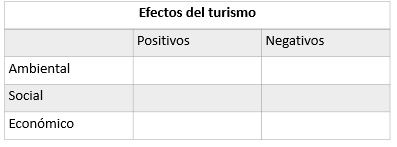 Efectos del turismo
Positivos Negativos
Ambiental
Social
Económico